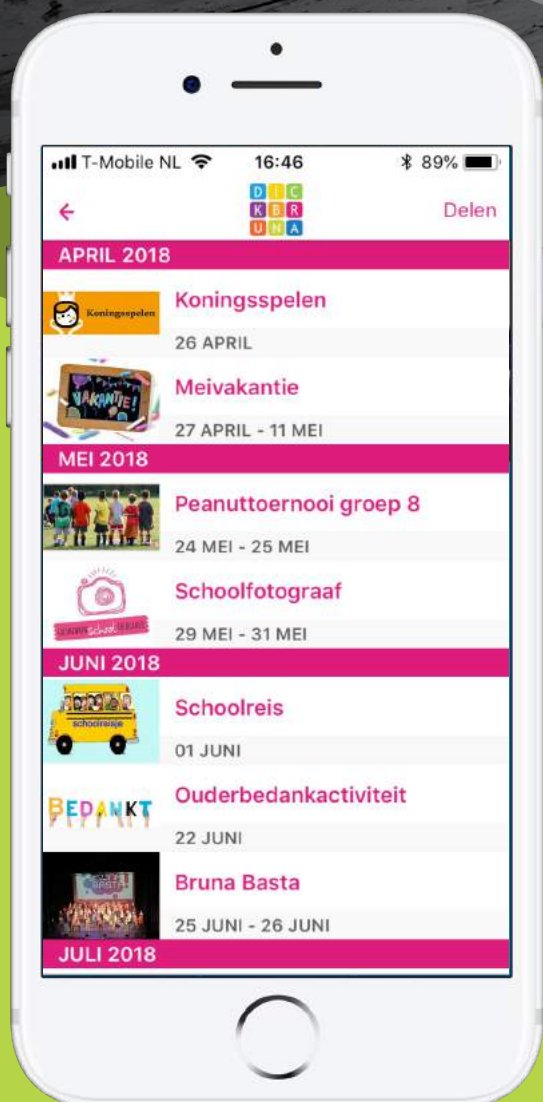 T-Mobile NL 16:46 89%
DIC
KBR
UNA
Delen
APRIL 2018
Koningsspelen
Koningsspelen
26 APRIL
VAKANTIE!
Meivakantie
27 APRIL - 11 MEI
MEI 2018
Peanuttoernooi groep 8
24 MEI - 25 MEI
Schoolfotograaf
school
29 MEI - 31 MEI
JUNI 2018
Schoolreis
schoolreisje
01 JUNI
Ouderbedankactiviteit
BEDANKT
22 JUNI
Bruna Basta
BASTA
25 JUNI - 26 JUNI
JULI 2018